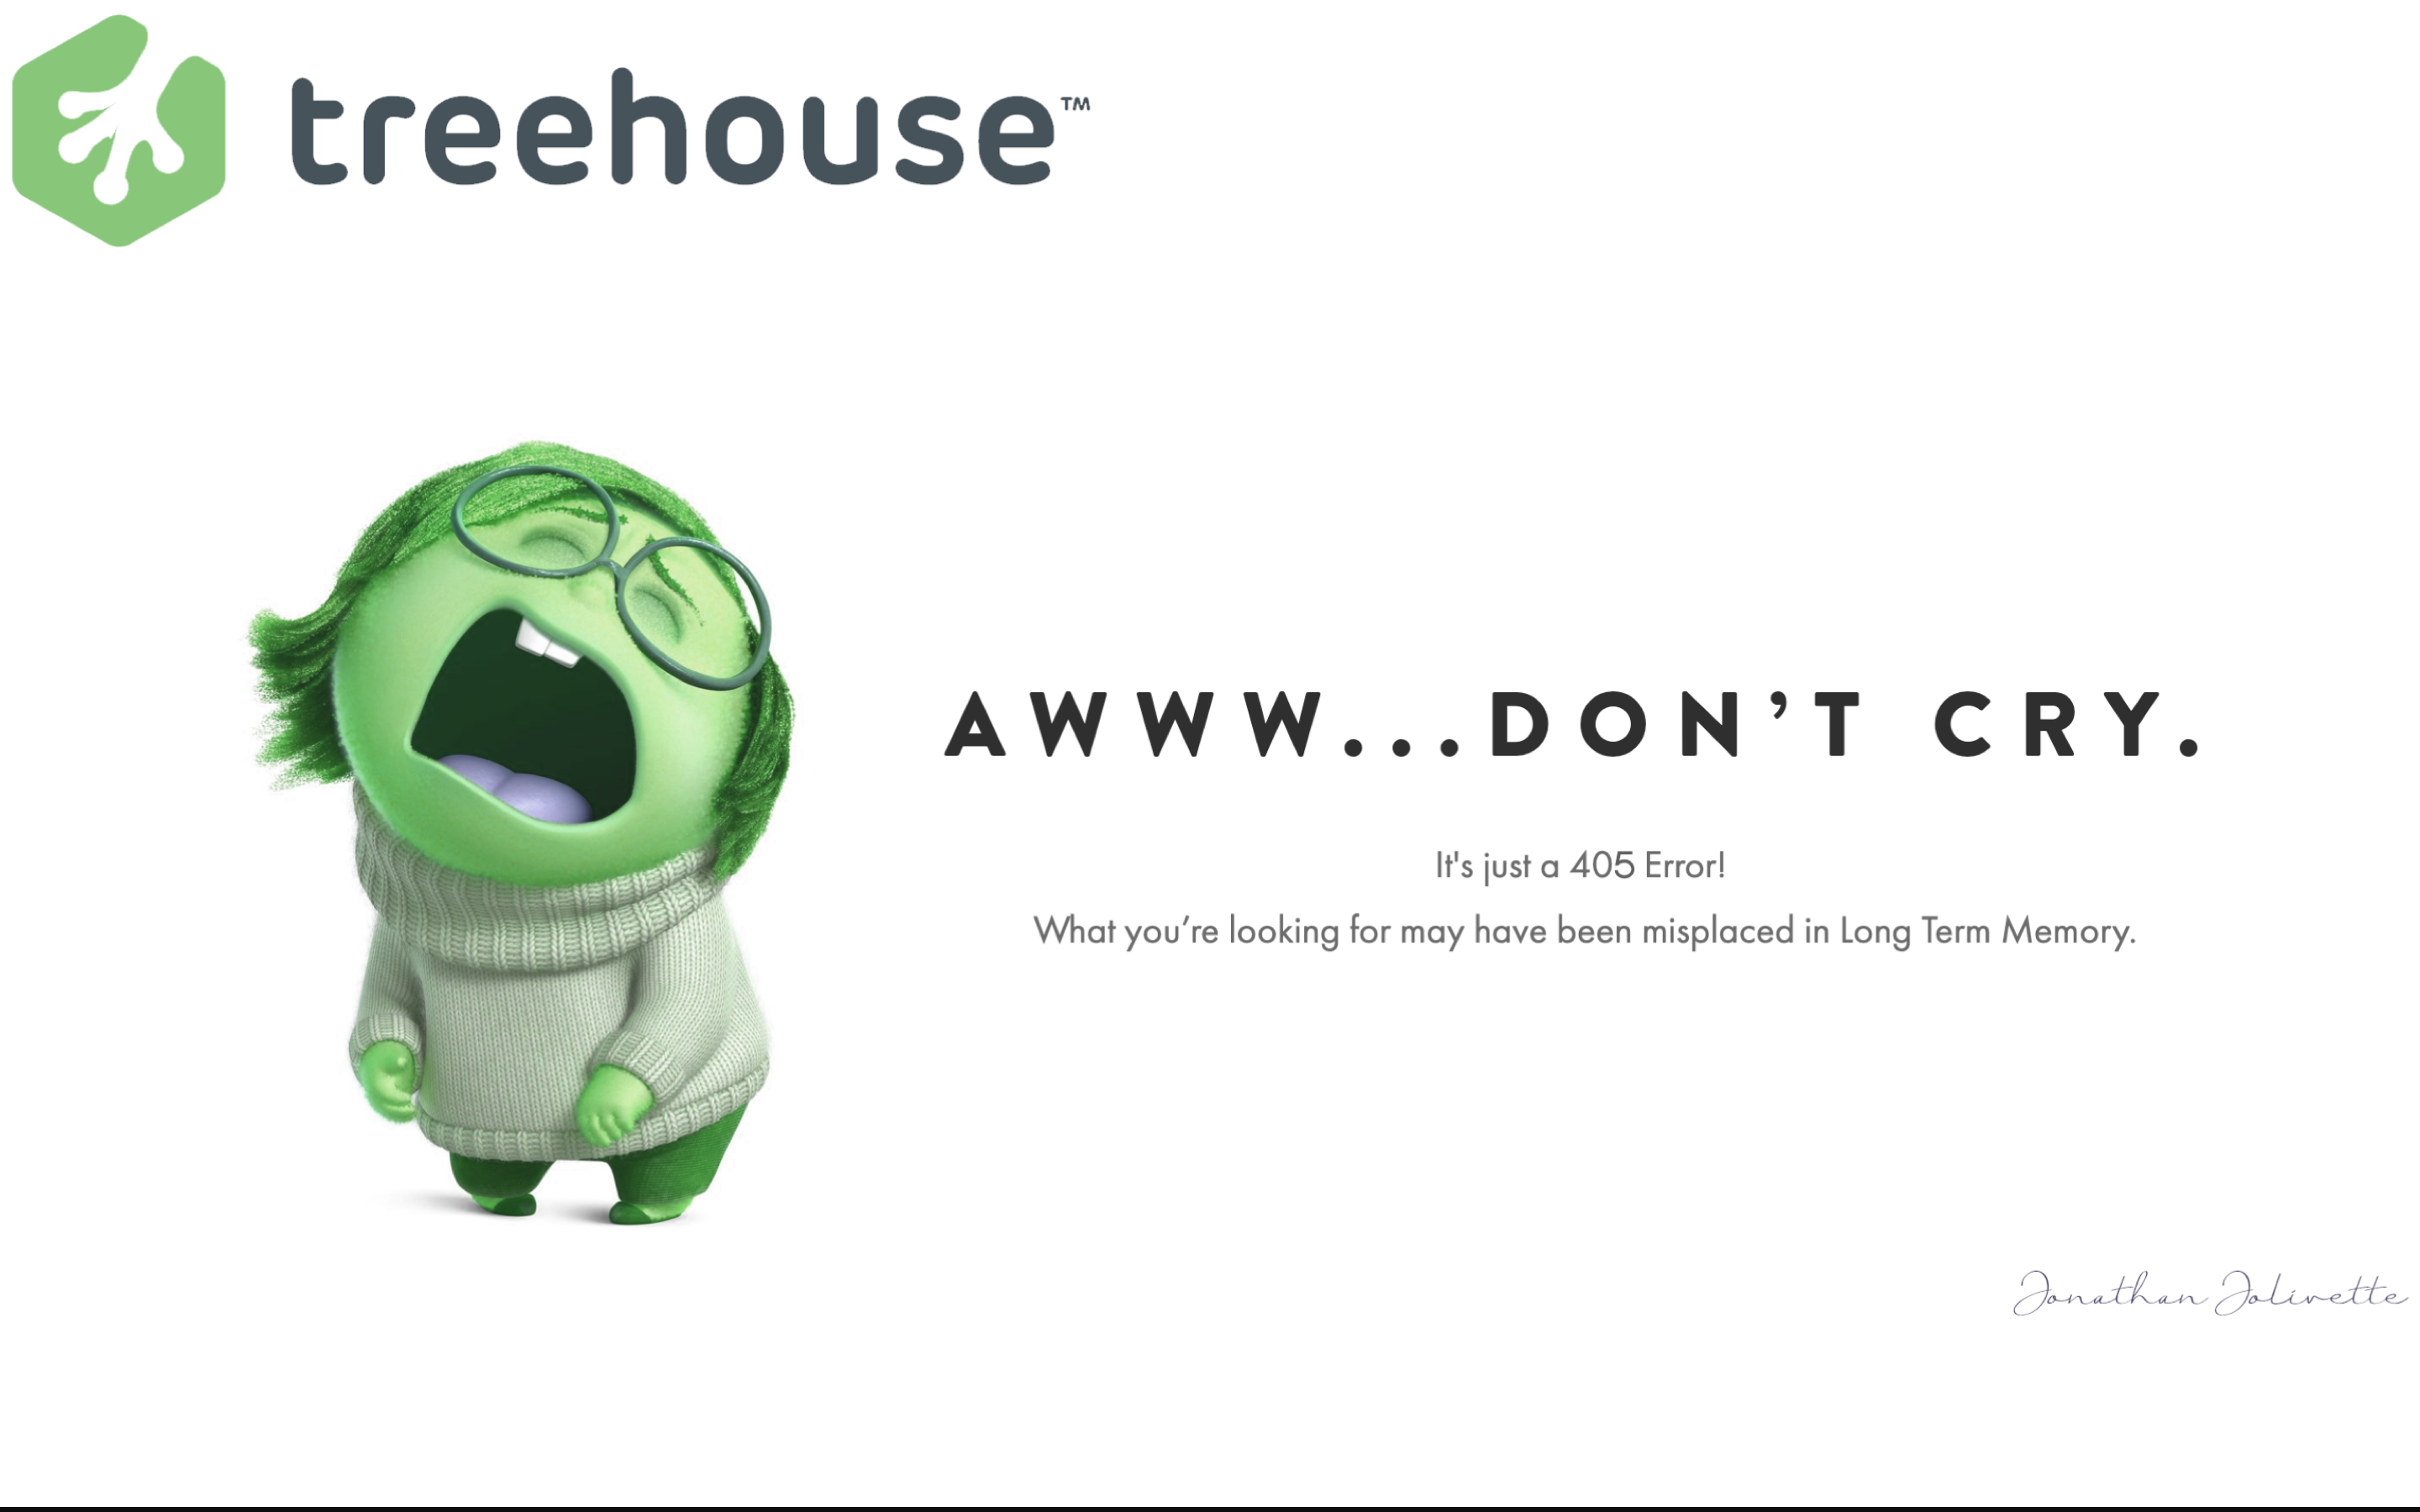 treehouse™
AWWW...DON’T CRY.
It's just a 405 Error!
What you’re looking for may have been misplaced in Long Term Memory.
Jonathan Jolivette